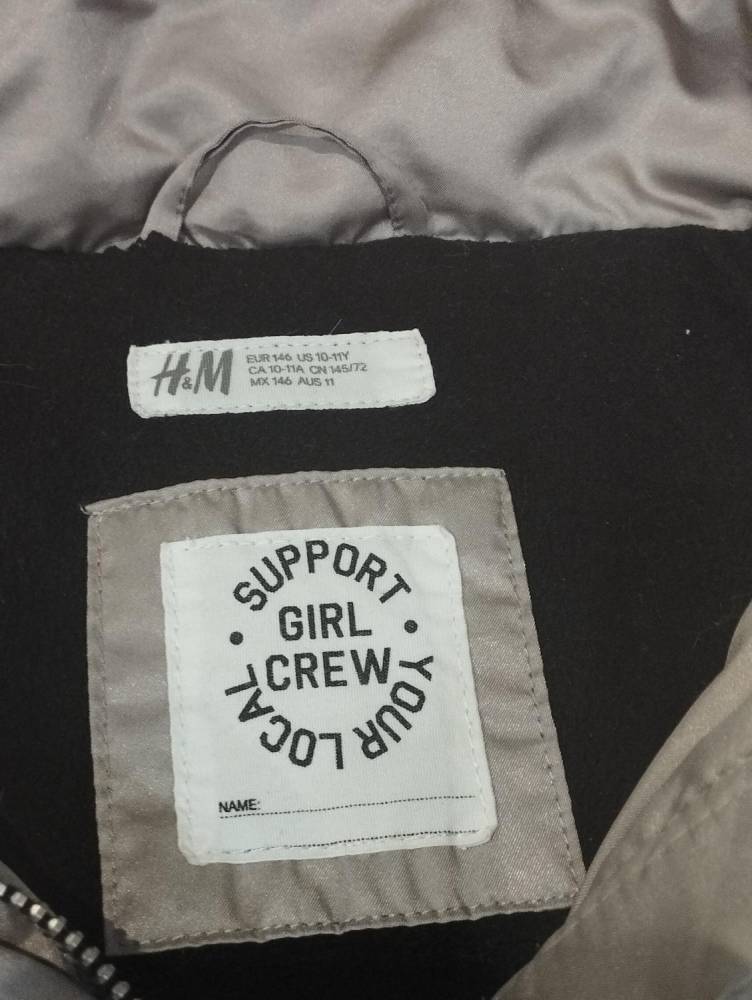 H&M
EUR 146 US 10-11Y
CA 10-11A CN 145/72
MX 146 AUS 11
SUPPORT
GIRL
CREW
YOUR LOCAL
NAME: